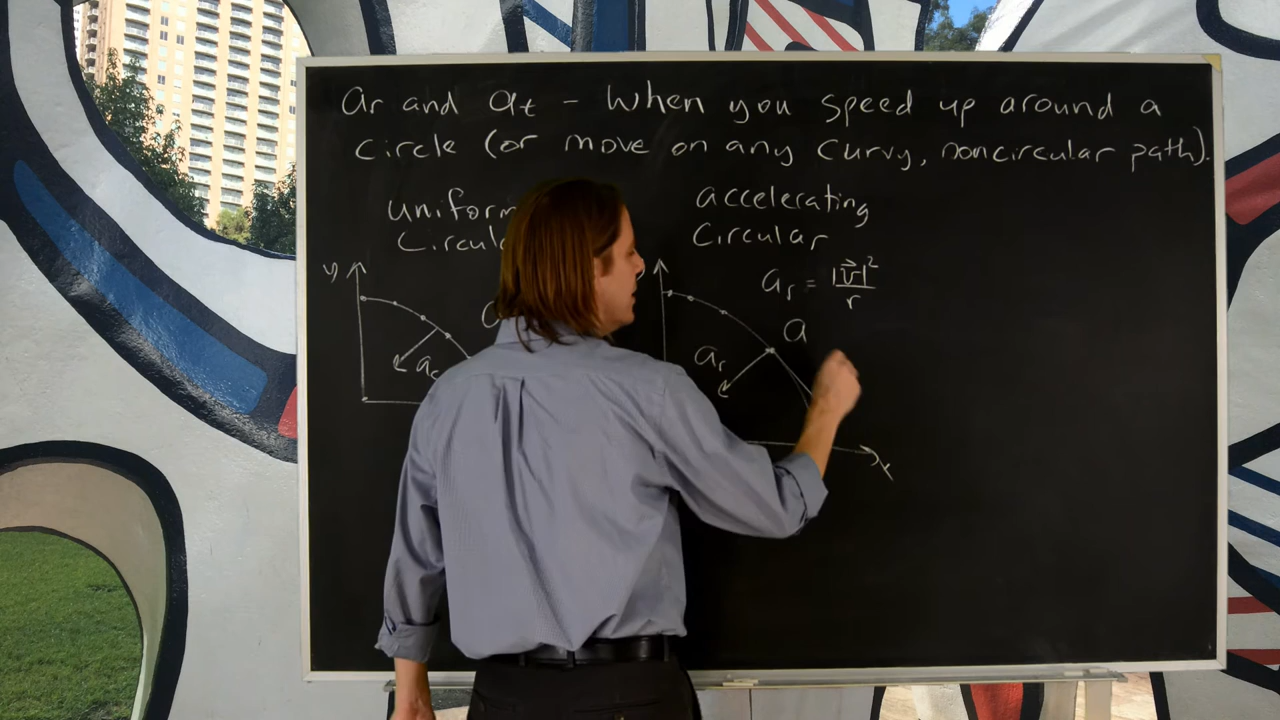 ar and at - when you speed up around a
circle (or move on any curvy, noncircular path).
accelerating
circular
ar = |v⃗|² / r
y
ac
ar
a
x